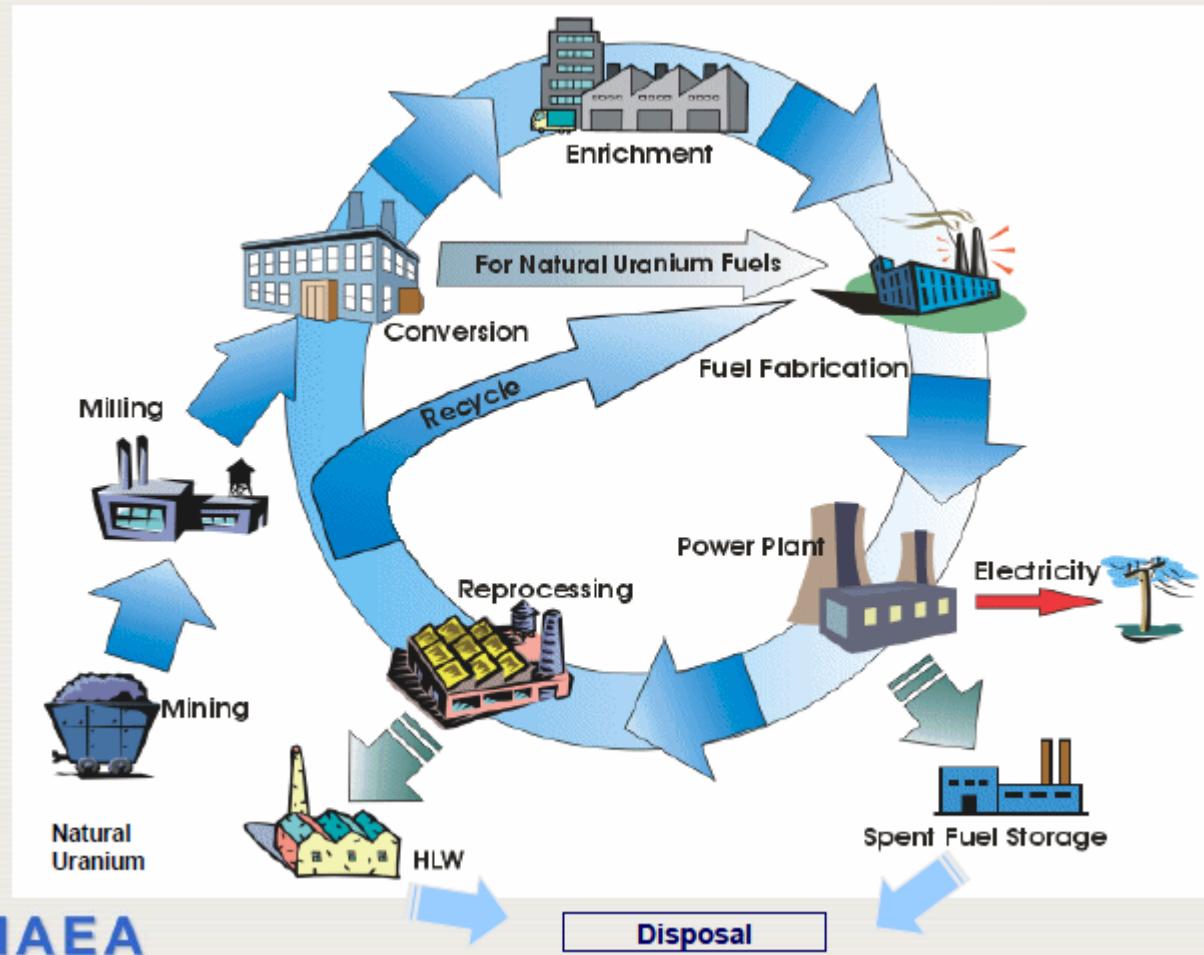 Enrichment
For Natural Uranium Fuels
Conversion
Fuel Fabrication
Recycle
Milling
Power Plant
Electricity
Reprocessing
Mining
Natural
Uranium
HLW
Spent Fuel Storage
Disposal
IAEA